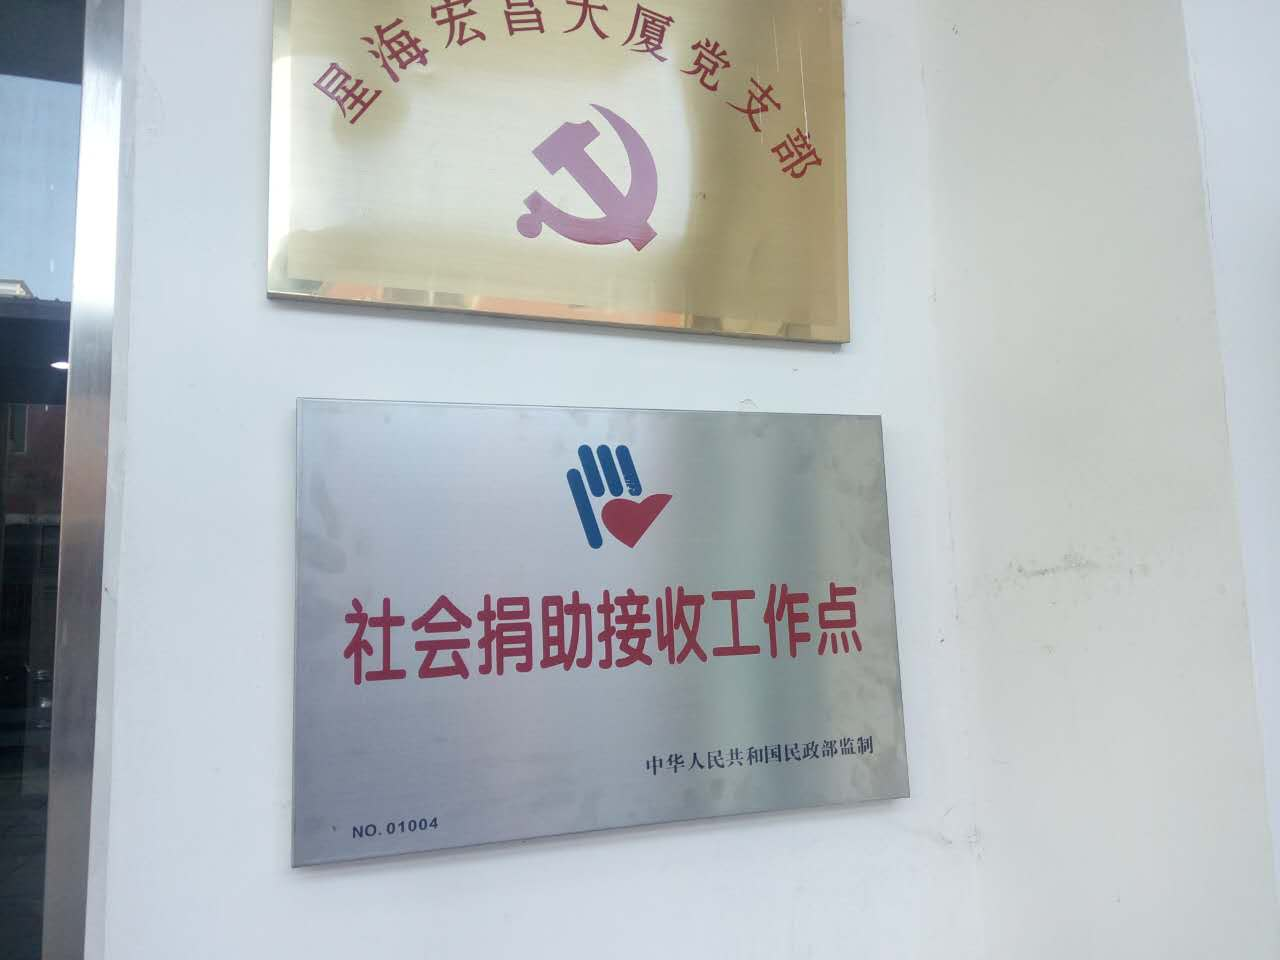 星海宏昌大厦党支部
社会捐助接收工作点
中华人民共和国民政部监制
NO. 01004